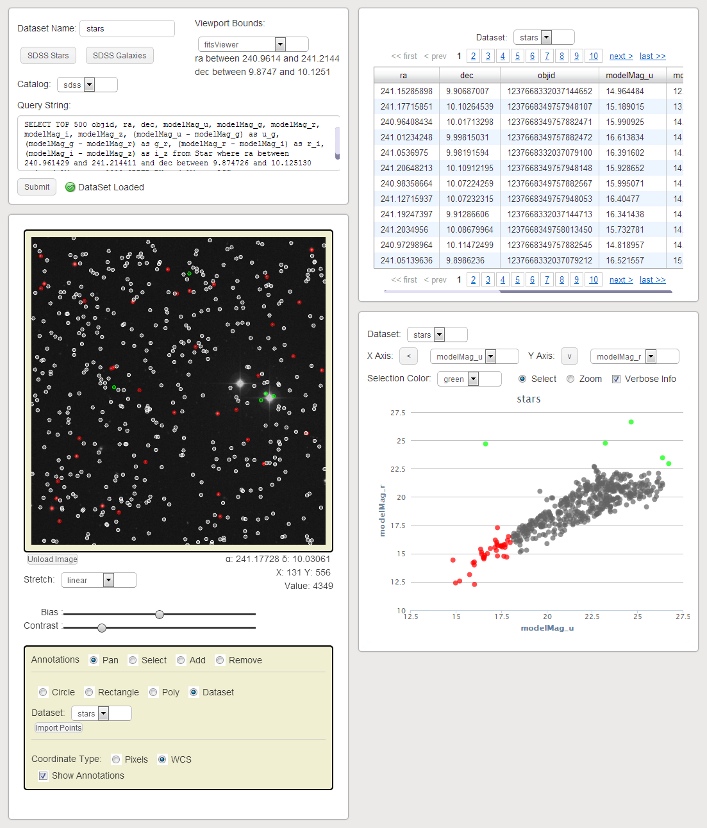 Dataset Name: stars
SDSS Stars SDSS Galaxies
Catalog: sdss
Viewport Bounds:
fitsViewer
ra between 240.9614 and 241.2144
dec between 9.8747 and 10.1251
Query String:
SELECT TOP 500 objid, ra, dec, modelMag_u, modelMag_g, modelMag_r,
modelMag_i, modelMag_z, (modelMag_u - modelMag_g) as u_g,
(modelMag_g - modelMag_r) as g_r, (modelMag_r - modelMag_i) as r_i,
(modelMag_i - modelMag_z) as i_z from Star where ra between
240.961429 and 241.214411 and dec between 9.874726 and 10.125130
Submit DataSet Loaded
Unload Image α: 241.17728 δ: 10.03061
X: 131 Y: 556
Value: 4349
Stretch: linear
Bias :
Contrast :
Annotations Pan Select Add Remove
Circle Rectangle Poly Dataset
Dataset: stars
Import Points
Coordinate Type: Pixels WCS
Show Annotations
Dataset: stars
<< first < prev 1 2 3 4 5 6 7 8 9 10 next > last >>
ra dec objid modelMag_u mo
241.15285898 9.90687007 1237668332037144652 14.964484 12.
241.17715851 10.10264539 1237668349757948107 15.189015 13.
240.96408434 10.01713298 1237668349757882471 15.990925 14.
241.01234248 9.99815031 1237668349757882472 16.613834 14.
241.0536975 9.98191594 1237668332037079100 16.391602 14.
241.20648213 10.10912195 1237668349757948148 15.928652 14.
240.98358664 10.07224259 1237668349757882567 15.995071 14.
241.12715937 10.07232315 1237668349757948053 16.40477 14.
241.19247397 9.91286606 1237668332037144713 16.341438 14.
241.2034956 10.08679964 1237668349758013450 15.732781 14.
240.97298964 10.11472499 1237668349757882545 14.818957 14.
241.05139636 9.8986236 1237668332037079212 16.521557 15
<< first < prev 1 2 3 4 5 6 7 8 9 10 next > last >>
Dataset: stars
X Axis: < modelMag_u Y Axis: v modelMag_r
Selection Color: green Select Zoom Verbose Info
stars
27.5
25
22.5
20
17.5
15
12.5
10
modelMag_r
12.5 15 17.5 20 22.5 25 27.5
modelMag_u